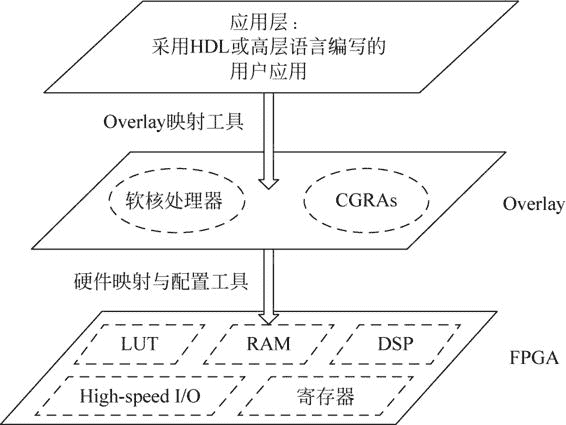 应用层：
采用HDL或高层语言编写的
用户应用
Overlay映射工具
软核处理器
CGRAs
Overlay
硬件映射与配置工具
LUT
RAM
DSP
FPGA
High-speed I/O
寄存器